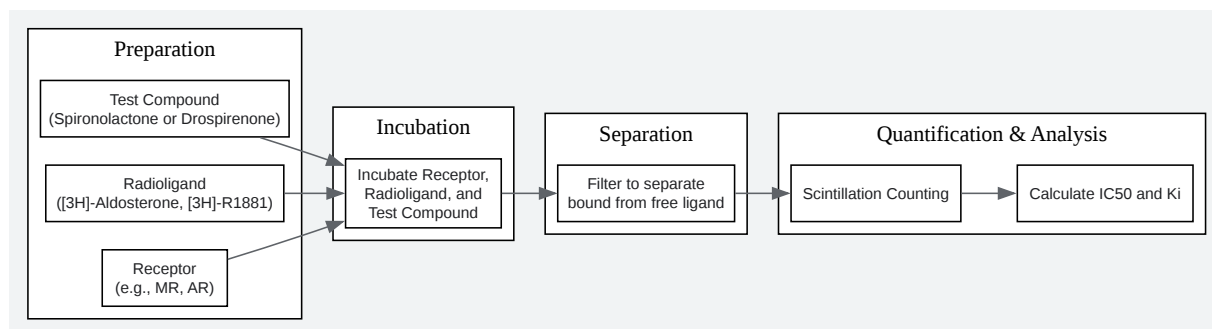 Preparation
Test Compound
(Spironolactone or Drospirenone)
Radioligand
([3H]-Aldosterone, [3H]-R1881)
Receptor
(e.g., MR, AR)
Incubation
Incubate Receptor,
Radioligand, and
Test Compound
Separation
Filter to separate
bound from free ligand
Quantification & Analysis
Scintillation Counting
Calculate IC50 and Ki